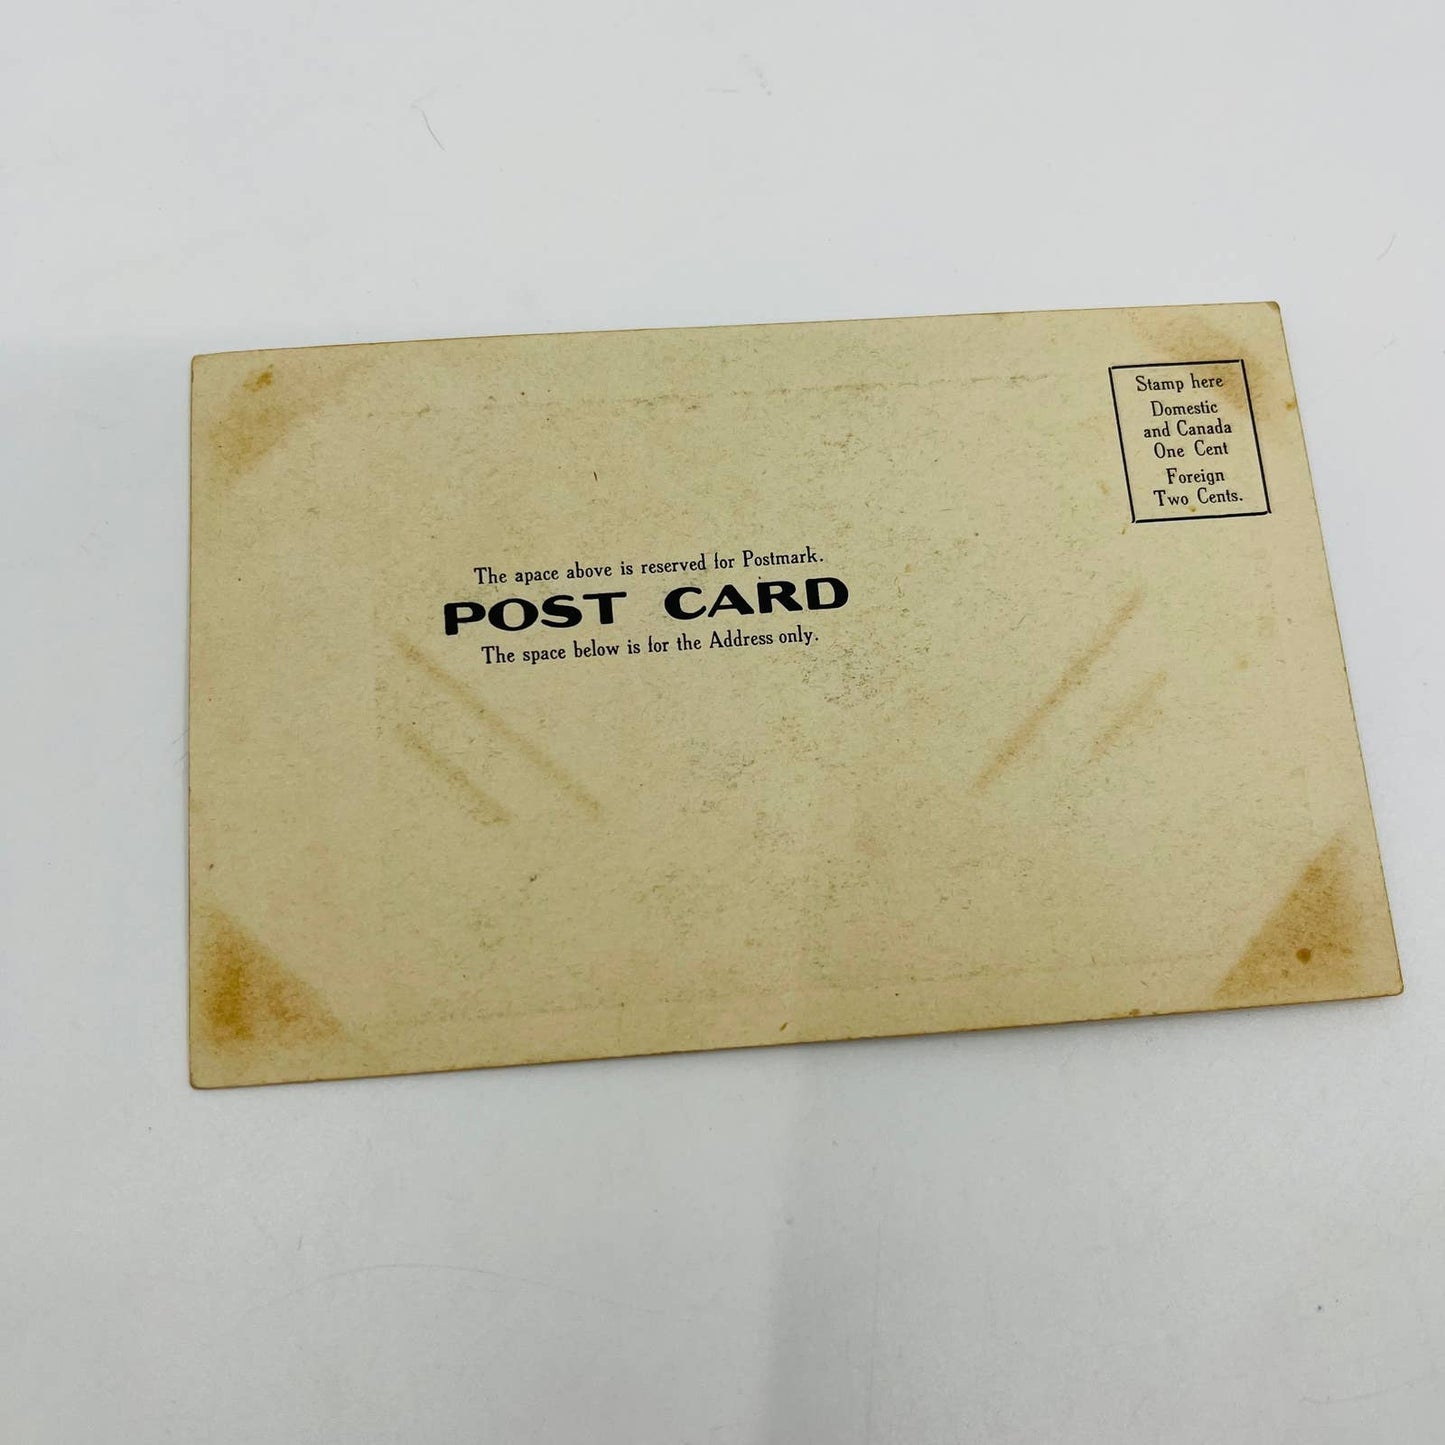 Stamp here
Domestic
and Canada
One Cent
Foreign
Two Cents.
The apace above is reserved for Postmark.
POST CARD
The space below is for the Address only.